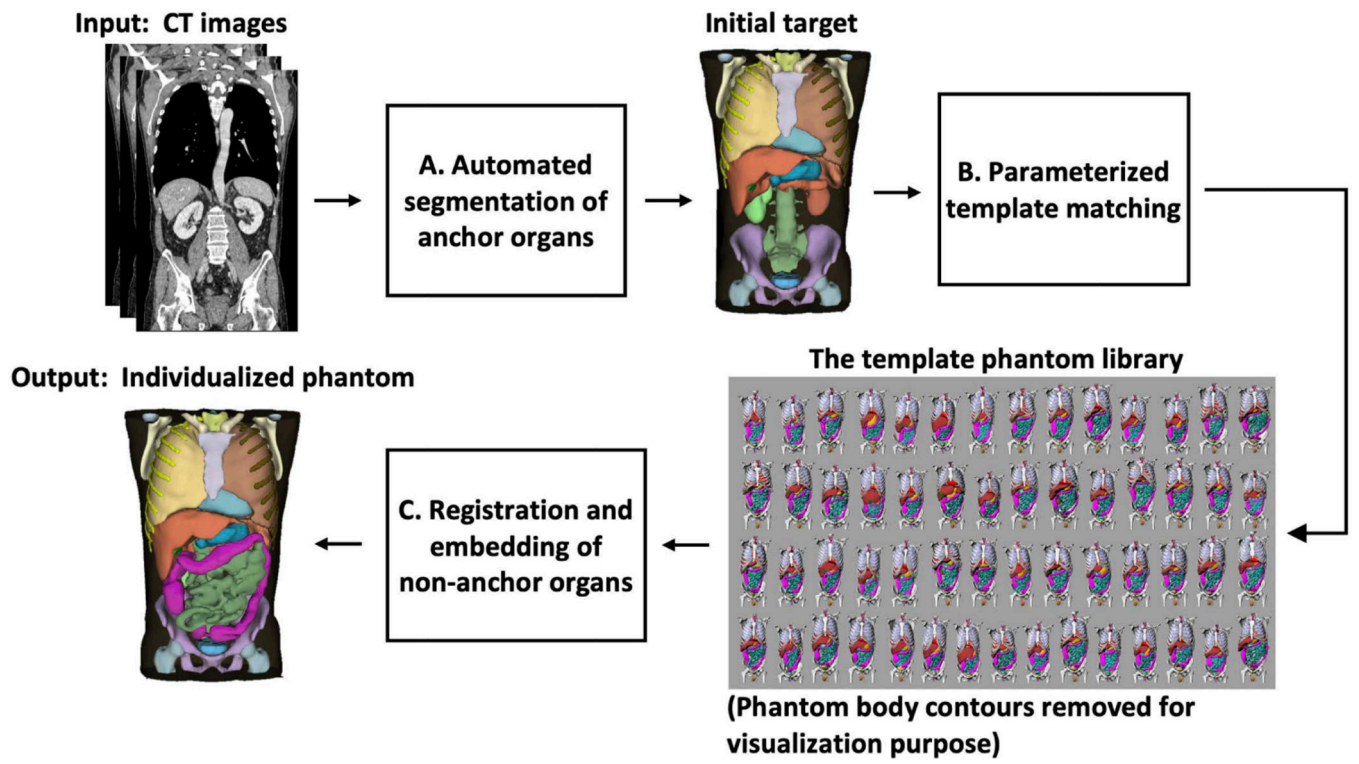 Input:  CT images
Initial target
A. Automated
segmentation of
anchor organs
B. Parameterized
template matching
The template phantom library
(Phantom body contours removed for
visualization purpose)
C. Registration and
embedding of
non-anchor organs
Output:  Individualized phantom